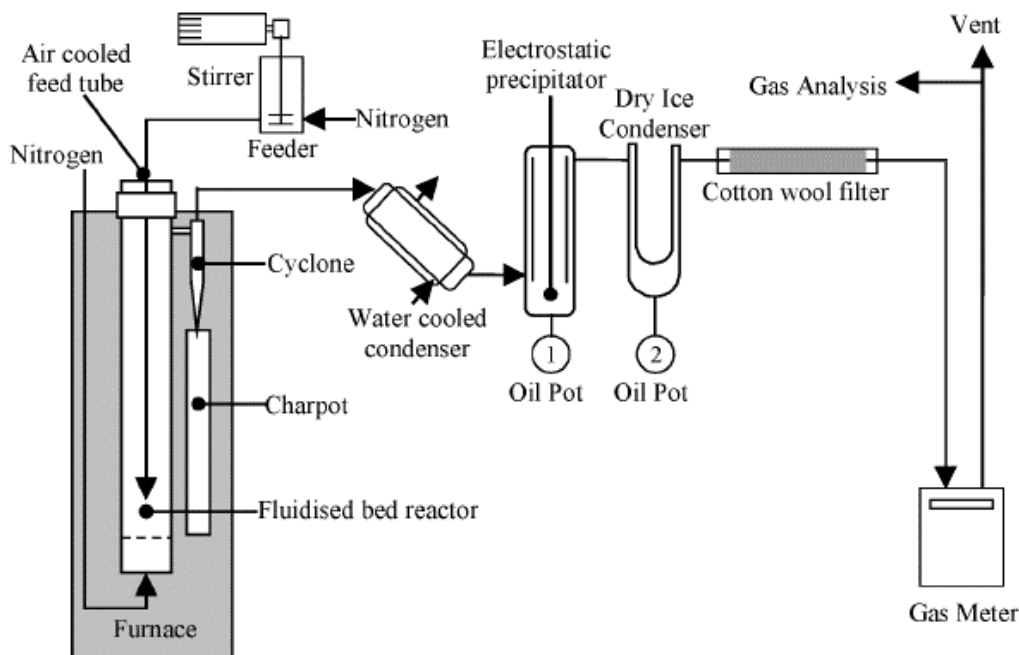 Air cooled
feed tube
Stirrer
Nitrogen
Feeder
Nitrogen
Cyclone
Charpot
Fluidised bed reactor
Furnace
Water cooled
condenser
Electrostatic
precipitator
1
Oil Pot
Dry Ice
Condenser
2
Oil Pot
Cotton wool filter
Vent
Gas Analysis
Gas Meter